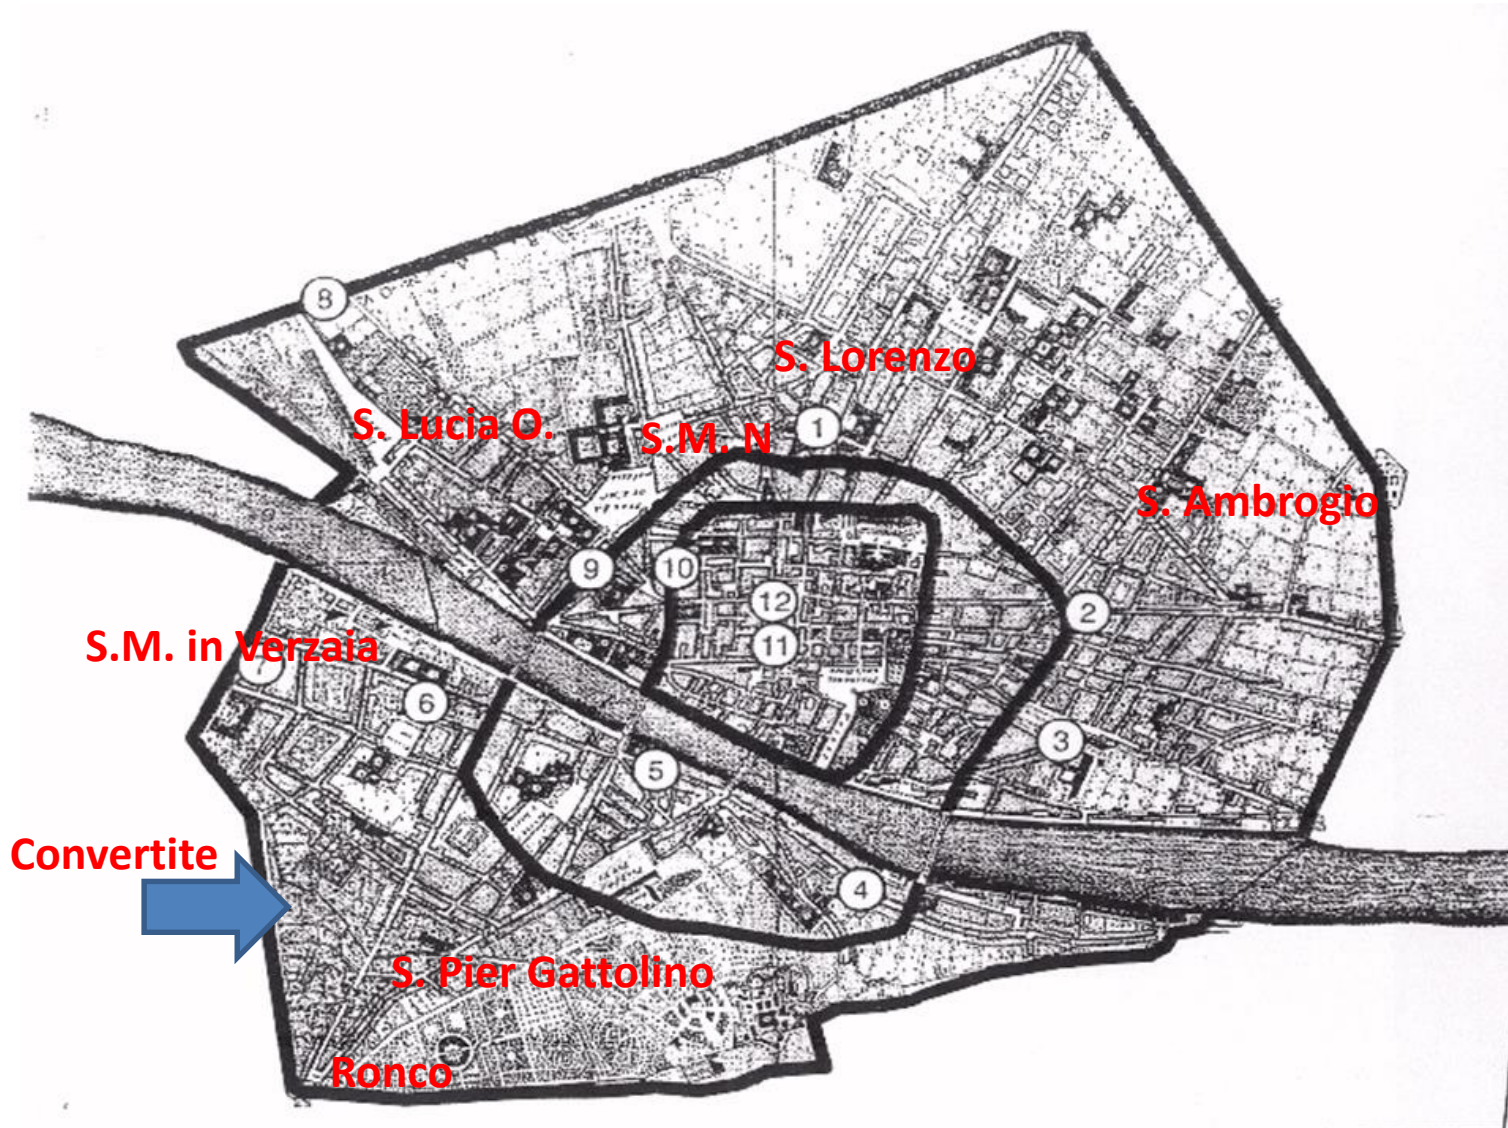 8
S. Lorenzo
S. Lucia O.
S.M. N
1
S. Ambrogio
9
10
12
2
11
S.M. in Verzaia
7
6
3
5
Convertite
4
S. Pier Gattolino
Ronco